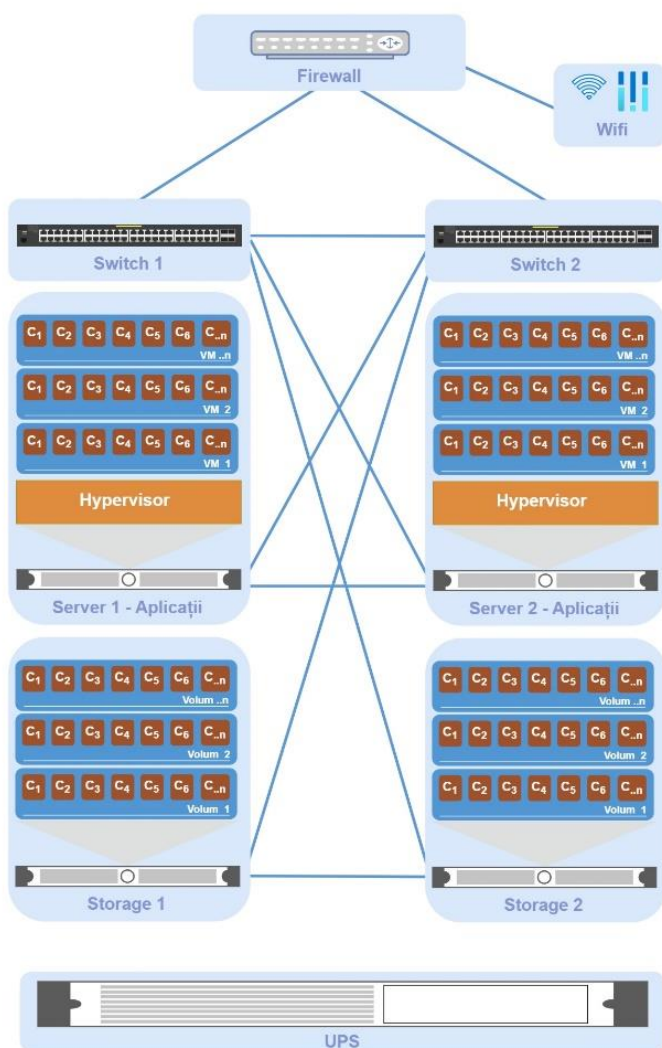 Firewall
Wifi
Switch 1
Switch 2
C1 C2 C3 C4 C5 C6 C..n
VM ..n
C1 C2 C3 C4 C5 C6 C..n
VM 2
C1 C2 C3 C4 C5 C6 C..n
VM 1
Hypervisor
Server 1 - Aplicații
C1 C2 C3 C4 C5 C6 C..n
VM ..n
C1 C2 C3 C4 C5 C6 C..n
VM 2
C1 C2 C3 C4 C5 C6 C..n
VM 1
Hypervisor
Server 2 - Aplicații
C1 C2 C3 C4 C5 C6 C..n
Volum ..n
C1 C2 C3 C4 C5 C6 C..n
Volum 2
C1 C2 C3 C4 C5 C6 C..n
Volum 1
Storage 1
C1 C2 C3 C4 C5 C6 C..n
Volum ..n
C1 C2 C3 C4 C5 C6 C..n
Volum 2
C1 C2 C3 C4 C5 C6 C..n
Volum 1
Storage 2
UPS